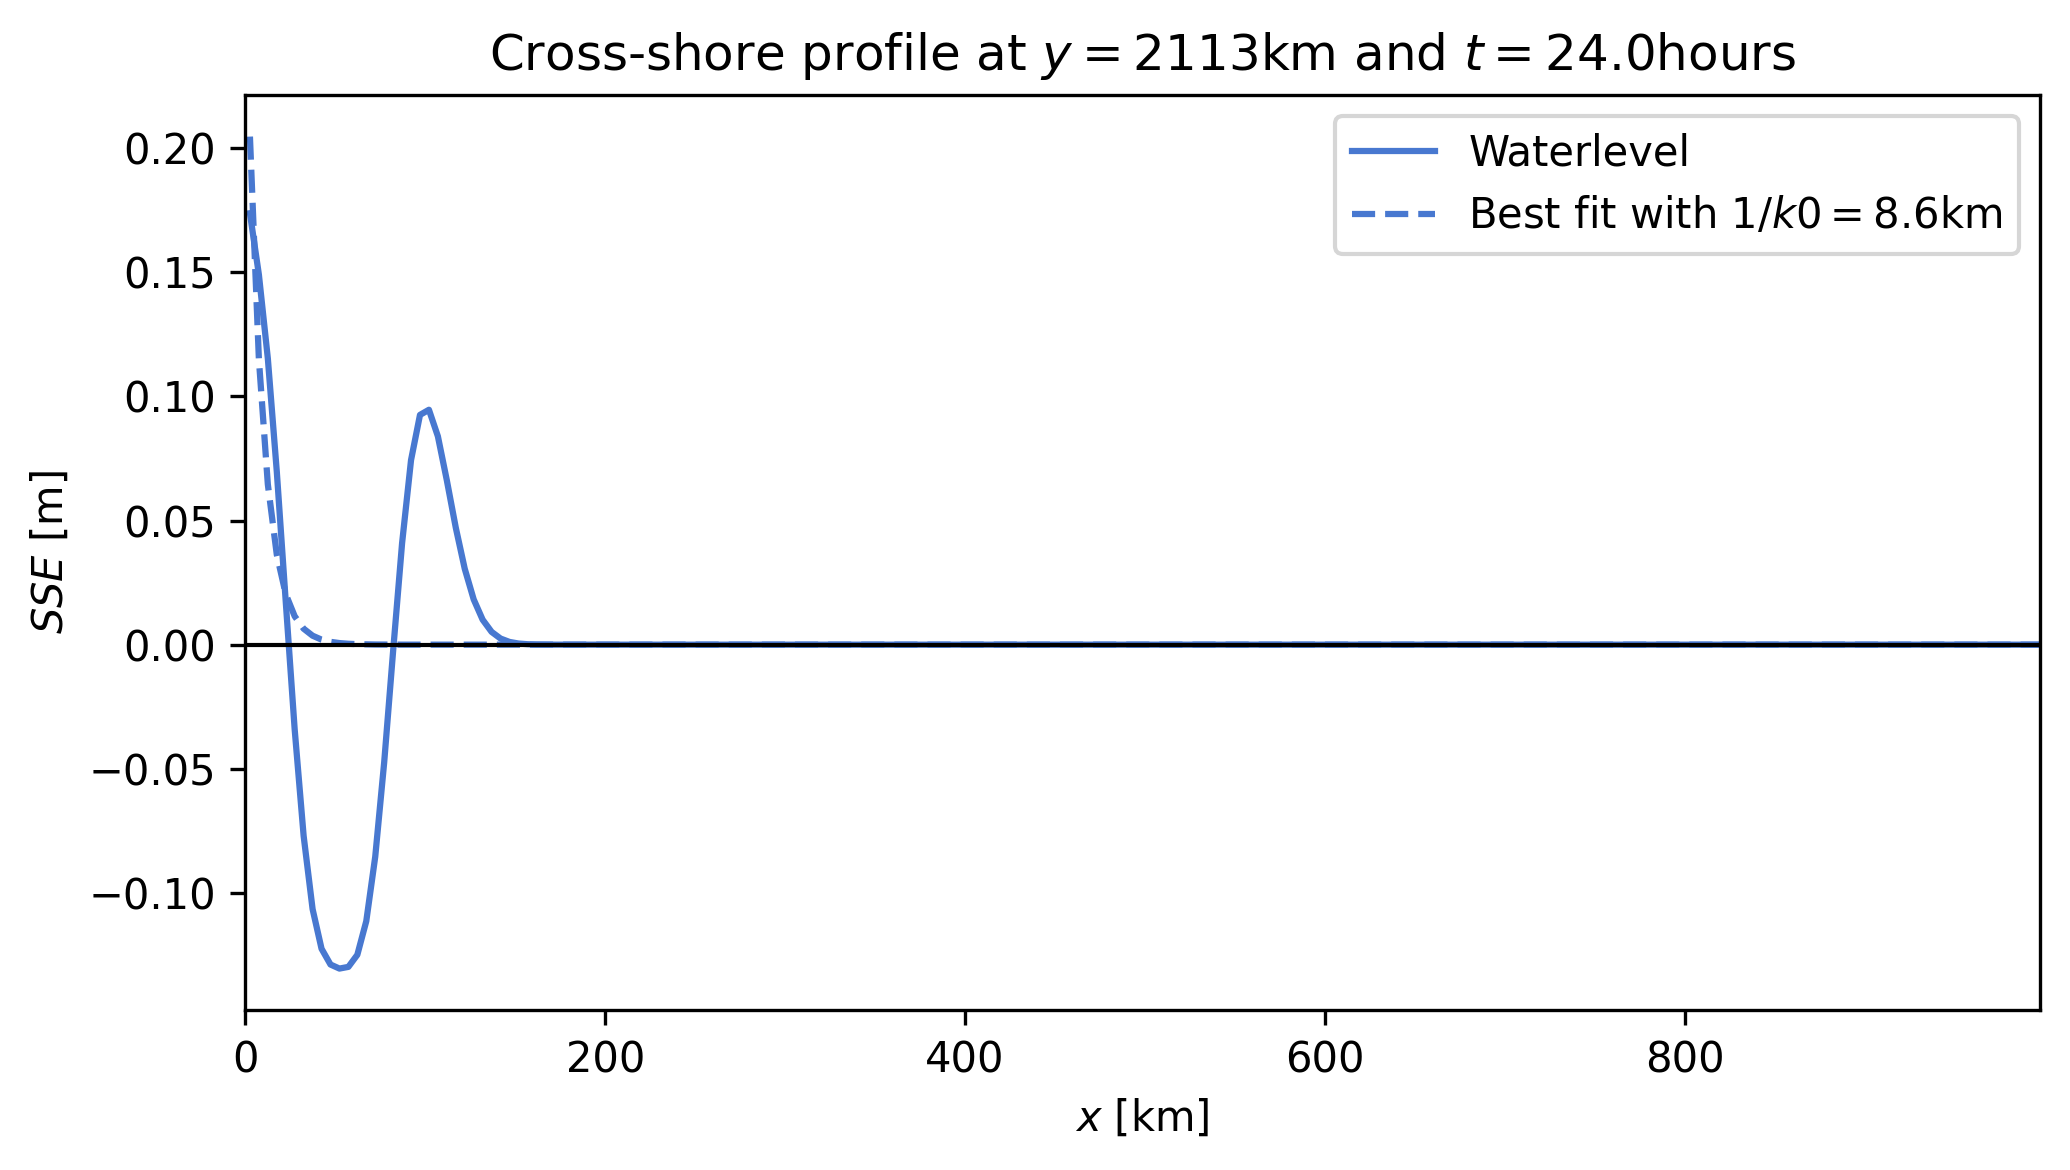 Cross-shore profile at y = 2113km and t = 24.0hours
Waterlevel
Best fit with 1/k0 = 8.6km
0.20
0.15
0.10
0.05
0.00
−0.05
−0.10
SSE [m]
0 200 400 600 800
x [km]